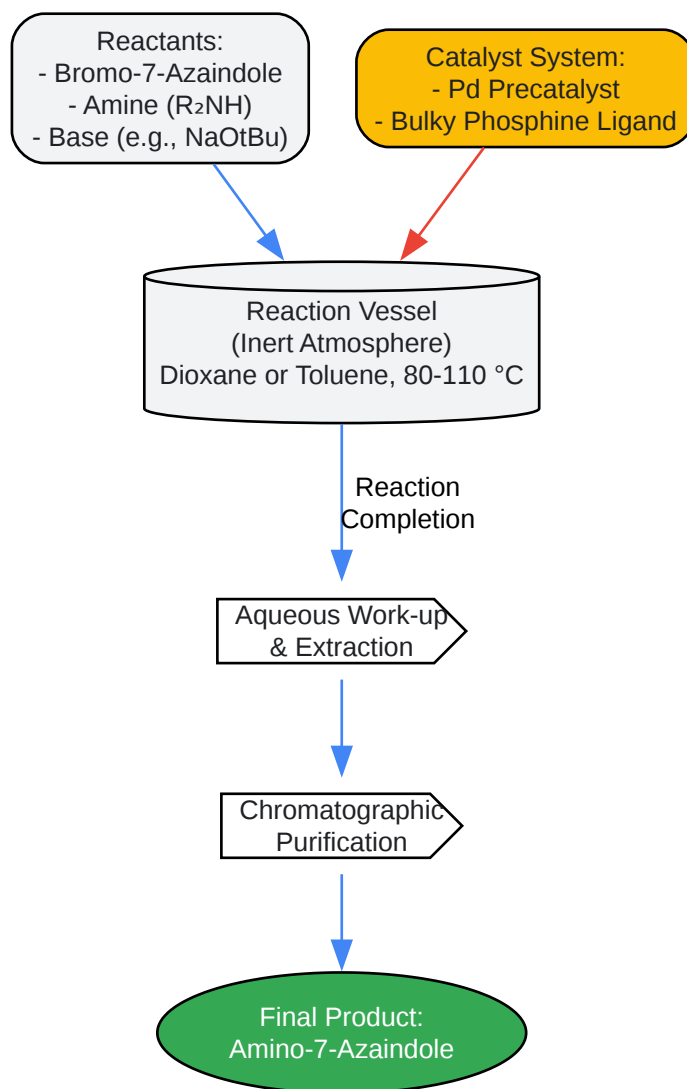 Reactants:
- Bromo-7-Azaindole
- Amine (R₂NH)
- Base (e.g., NaOtBu)
Catalyst System:
- Pd Precatalyst
- Bulky Phosphine Ligand
Reaction Vessel
(Inert Atmosphere)
Dioxane or Toluene, 80-110 °C
Reaction
Completion
Aqueous Work-up
& Extraction
Chromatographic
Purification
Final Product:
Amino-7-Azaindole